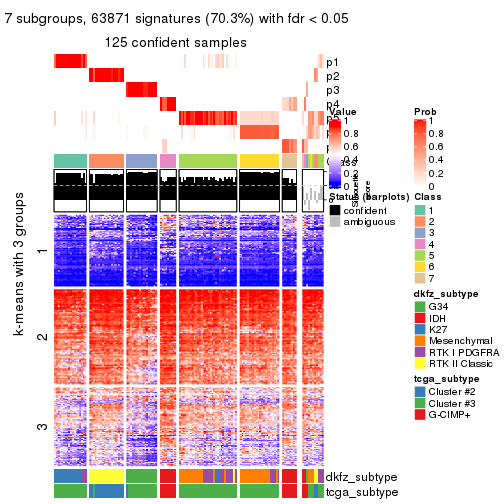 7 subgroups, 63871 signatures (70.3%) with fdr < 0.05
125 confident samples
p1
p2
p3
p4
Value
1
0.8
0.6
0.4
0.2
0
Prob
1
0.8
0.6
0.4
0.2
0
Status (barplots)
confident
ambiguous
Class
1
2
3
4
5
6
7
dkfz_subtype
G34
IDH
K27
Mesenchymal
RTK I PDGFRA
RTK II Classic
tcga_subtype
Cluster #2
Cluster #3
G-CIMP+
k-means with 3 groups
1
2
3
dkfz_subtype
tcga_subtype